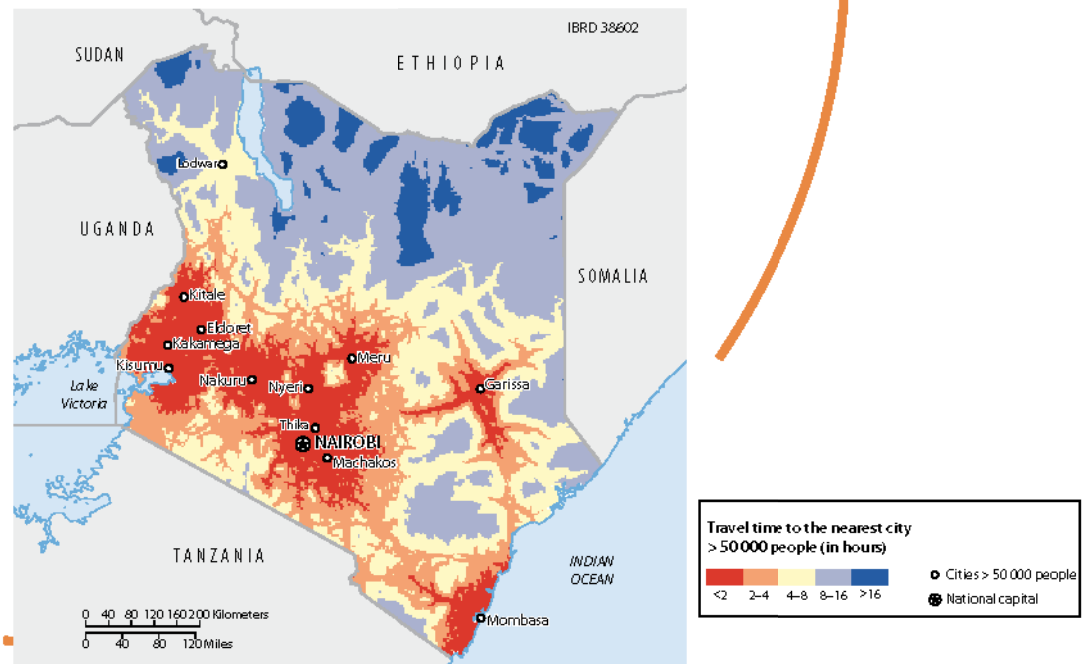 IBRD 38602
SUDAN
ETHIOPIA
Lodwar
UGANDA
SOMALIA
Kitale
Eldoret
Kakamega
Kisumu
Meru
Lake
Victoria
Nakuru
Nyeri
Garissa
Thika
NAIROBI
Machakos
TANZANIA
INDIAN
OCEAN
Mombasa
0 40 80 120 160 200 Kilometers
0 40 80 120 Miles
Travel time to the nearest city
> 50 000 people (in hours)
<2 2–4 4–8 8–16 >16
Cities > 50 000 people
National capital